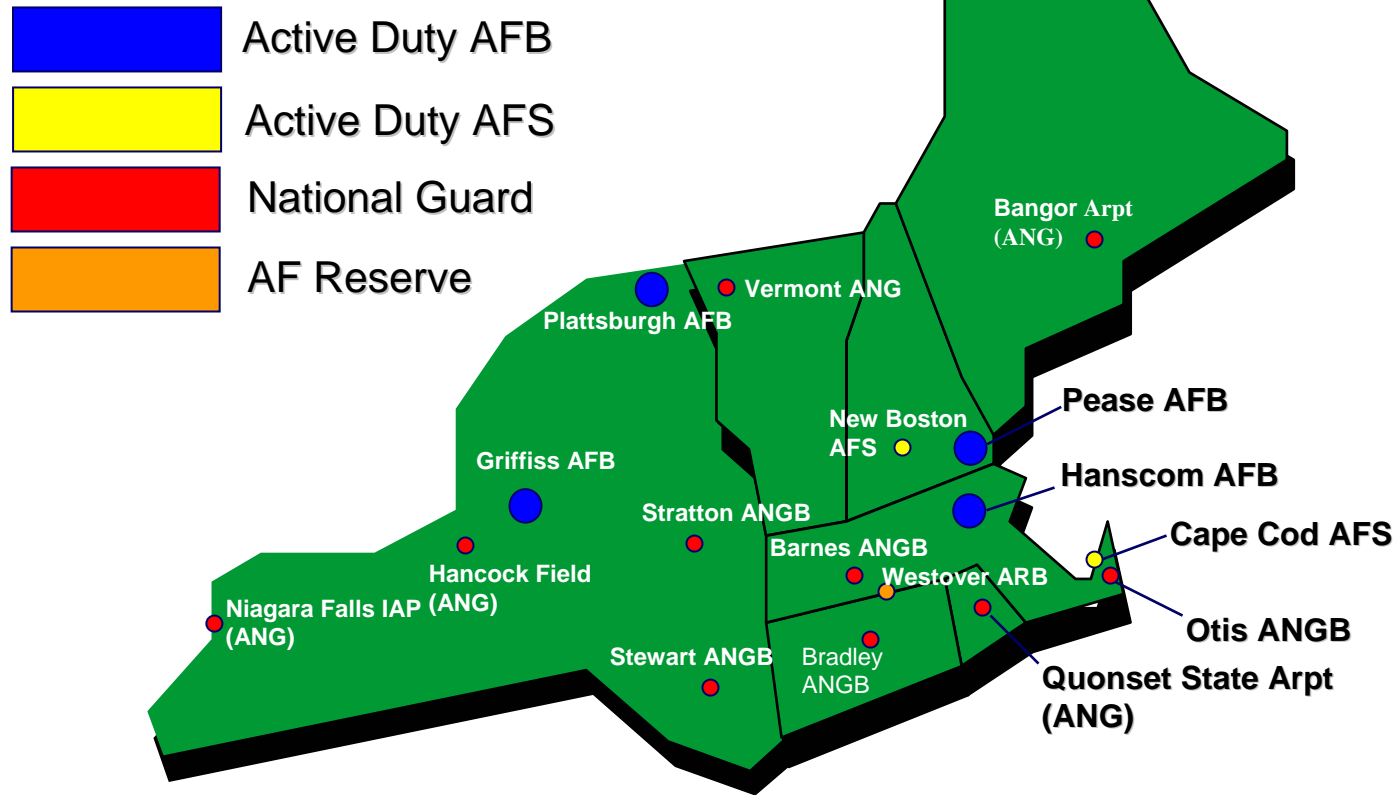 Active Duty AFB
Active Duty AFS
National Guard
AF Reserve
Bangor Arpt
(ANG)
Vermont ANG
Plattsburgh AFB
Pease AFB
New Boston
AFS
Griffiss AFB
Hanscom AFB
Stratton ANGB
Cape Cod AFS
Barnes ANGB
Westover ARB
Hancock Field
(ANG)
Niagara Falls IAP
(ANG)
Otis ANGB
Stewart ANGB
Bradley
ANGB
Quonset State Arpt
(ANG)